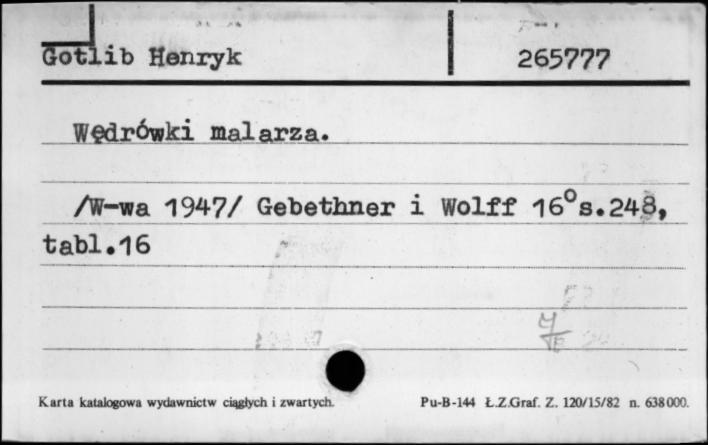 Gotlib Henryk 265777
Wędrówki malarza.
/W-wa 1947/ Gebethner i Wolff 16° s.248,
tabl.16
Karta katalogowa wydawnictw ciągłych i zwartych. Pu-B-144 Ł.Z.Graf. Z. 120/15/82 n. 638000.